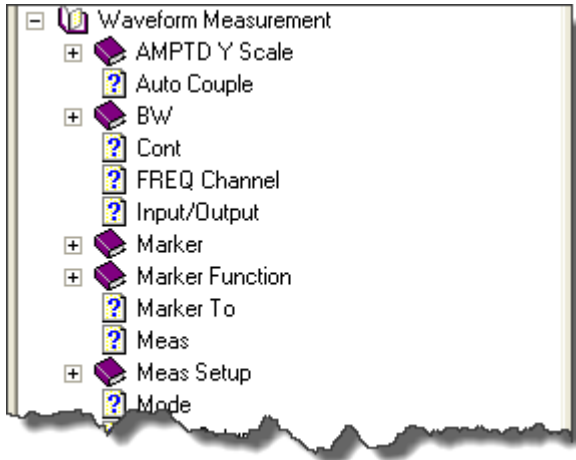 Waveform Measurement
AMPTD Y Scale
Auto Couple
BW
Cont
FREQ Channel
Input/Output
Marker
Marker Function
Marker To
Meas
Meas Setup
Mode